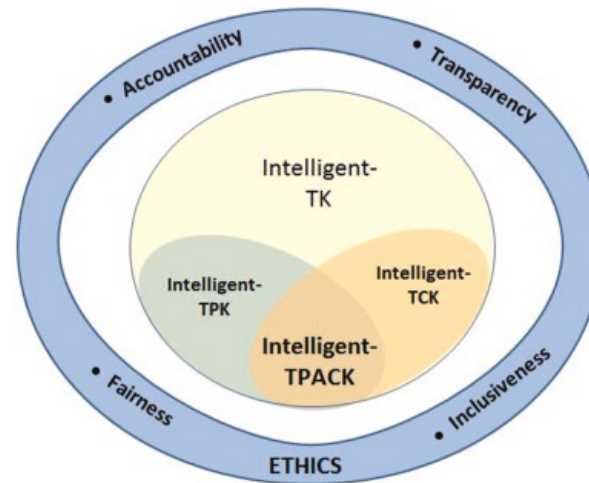 • Accountability
• Transparency
Intelligent-
TK
Intelligent-
TPK
Intelligent-
TCK
Intelligent-
TPACK
• Fairness
• Inclusiveness
ETHICS